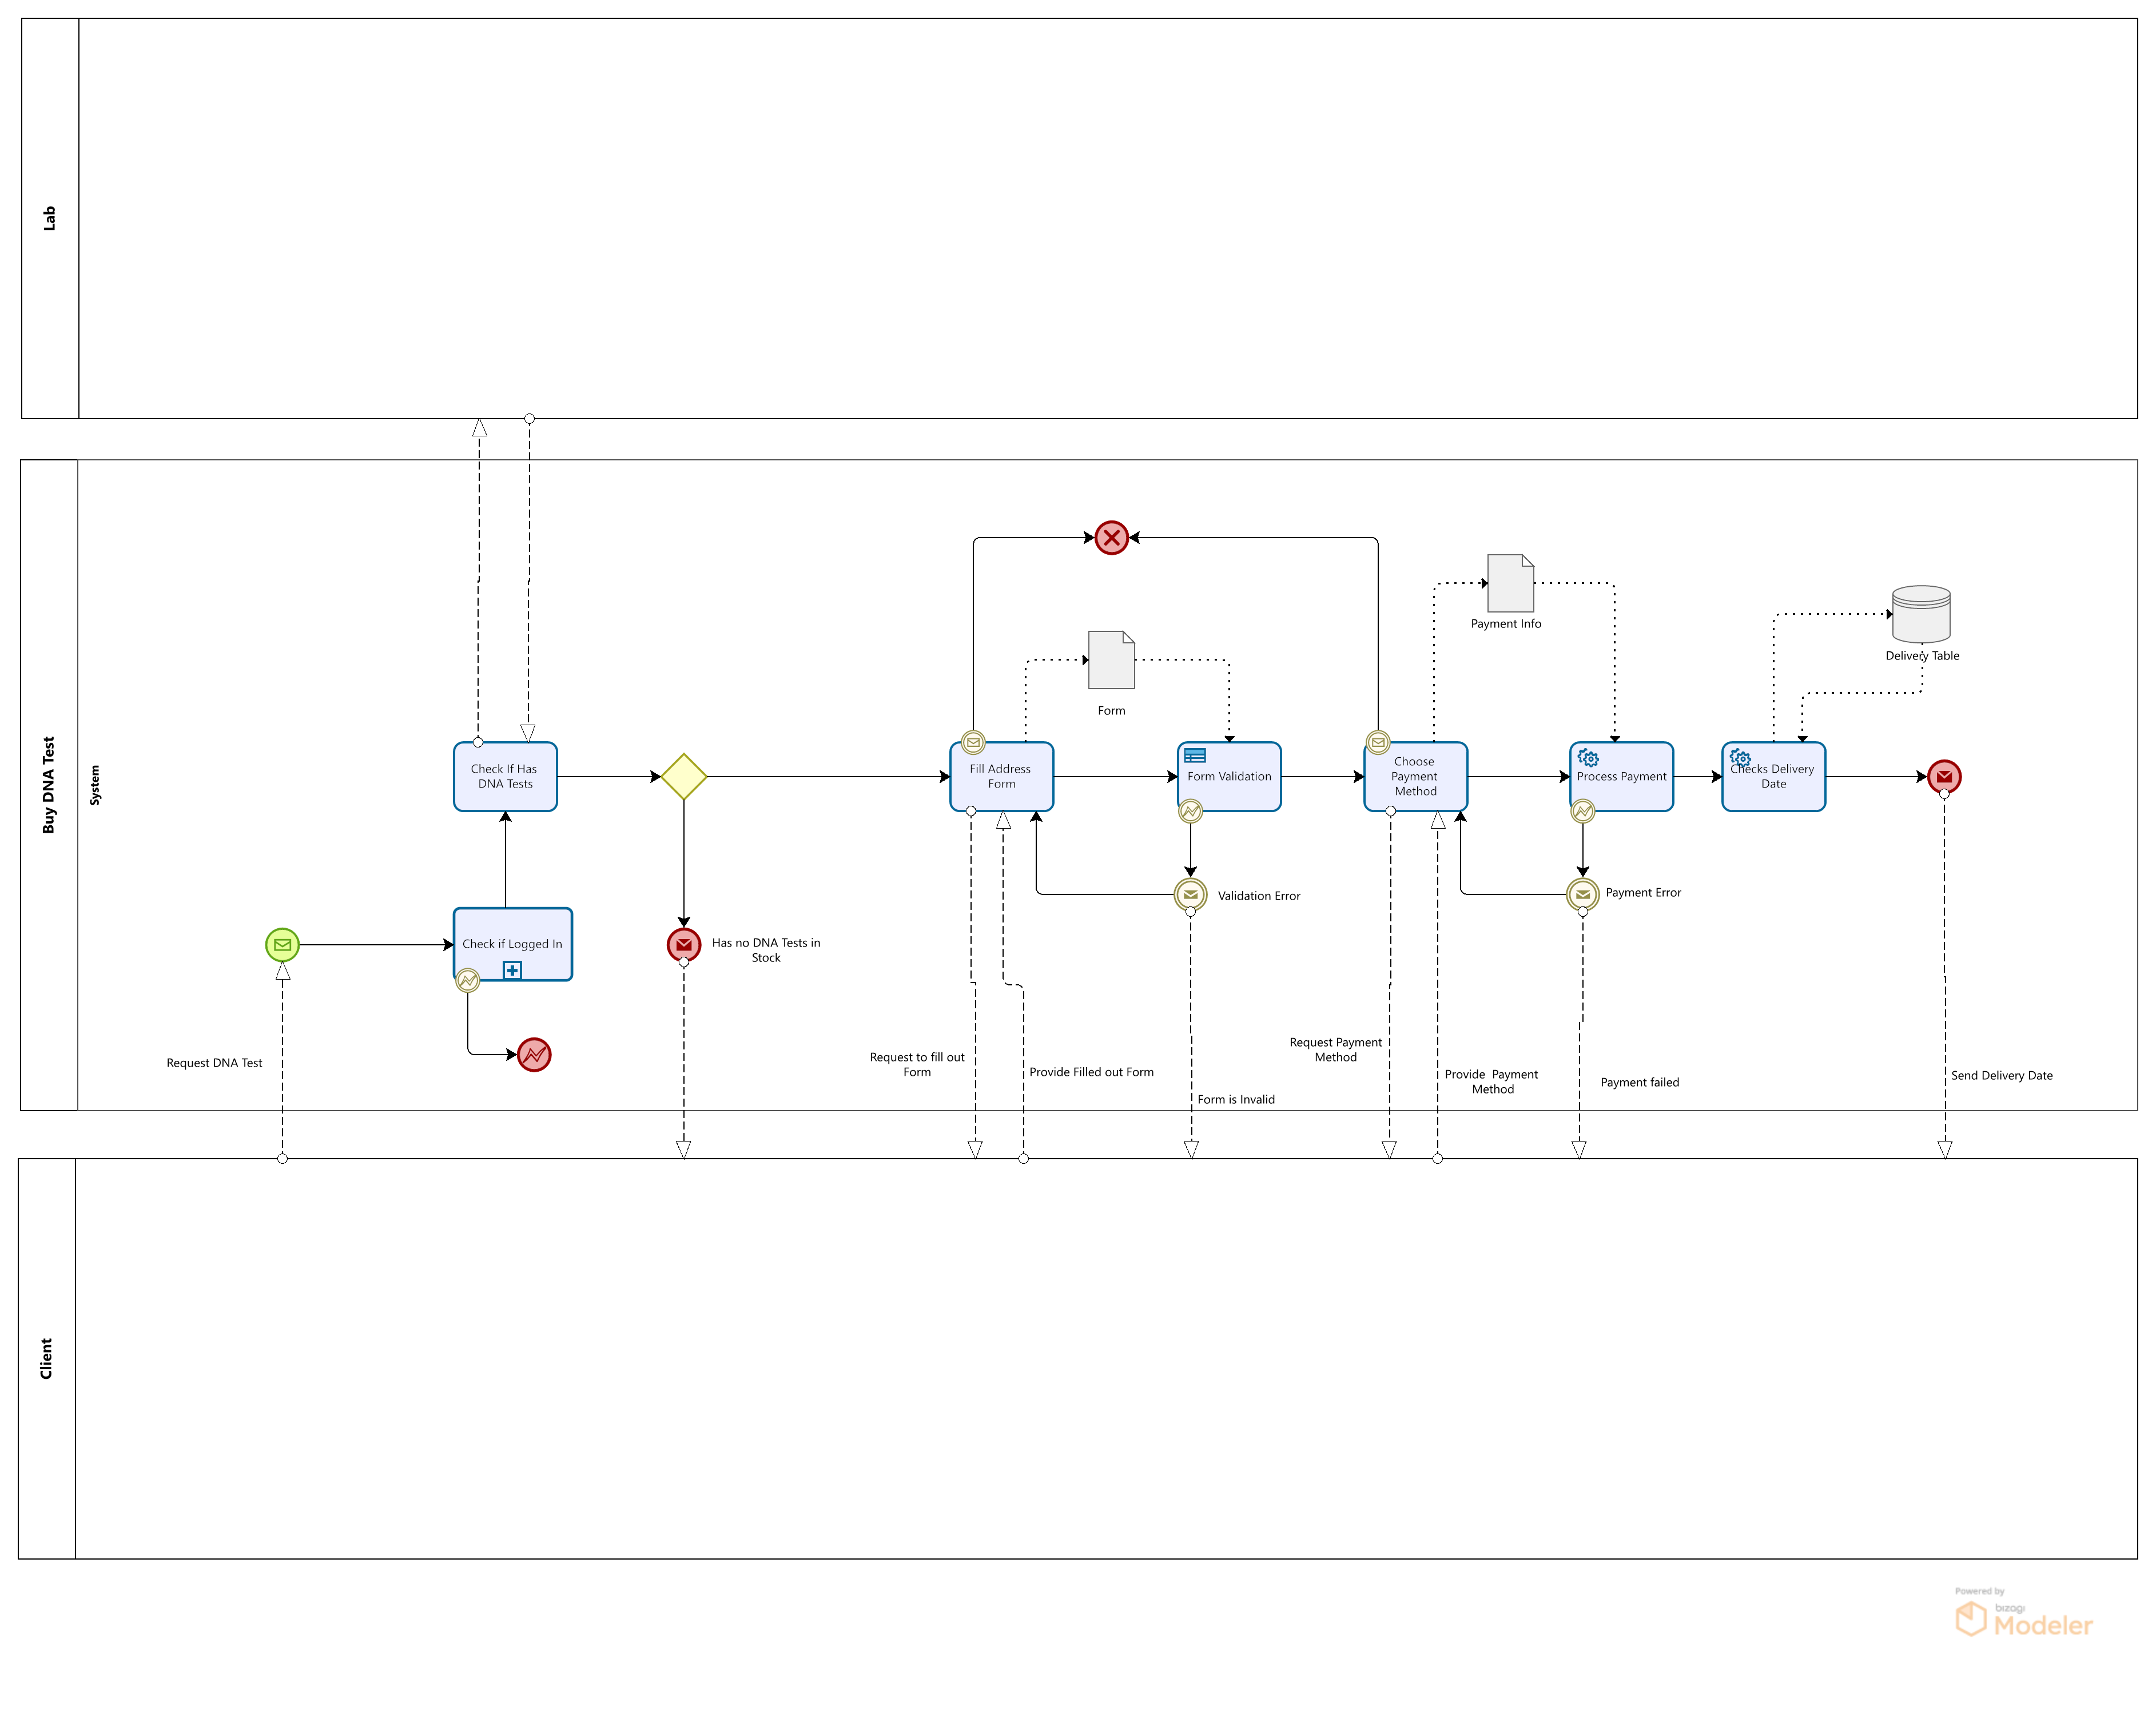 Lab
Buy DNA Test
System
Payment Info
Delivery Table
Form
Check If Has
DNA Tests
Fill Address
Form
Form Validation
Choose
Payment
Method
Process Payment
Checks Delivery
Date
Validation Error
Payment Error
Check if Logged In
Has no DNA Tests in
Stock
Request DNA Test
Request to fill out
Form
Provide Filled out Form
Form is Invalid
Request Payment
Method
Provide Payment
Method
Payment failed
Send Delivery Date
Client
Powered by
bizagi
Modeler